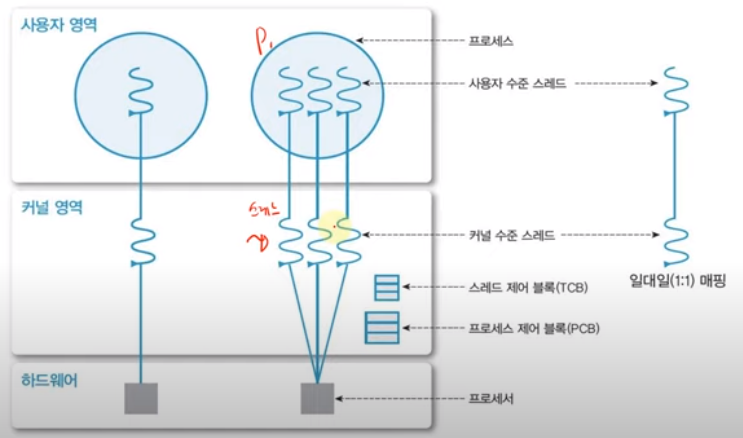 사용자 영역
P₁
프로세스
사용자 수준 스레드
커널 영역
스레드
커널 수준 스레드
일대일(1:1) 매핑
스레드 제어 블록(TCB)
프로세스 제어 블록(PCB)
하드웨어
프로세서